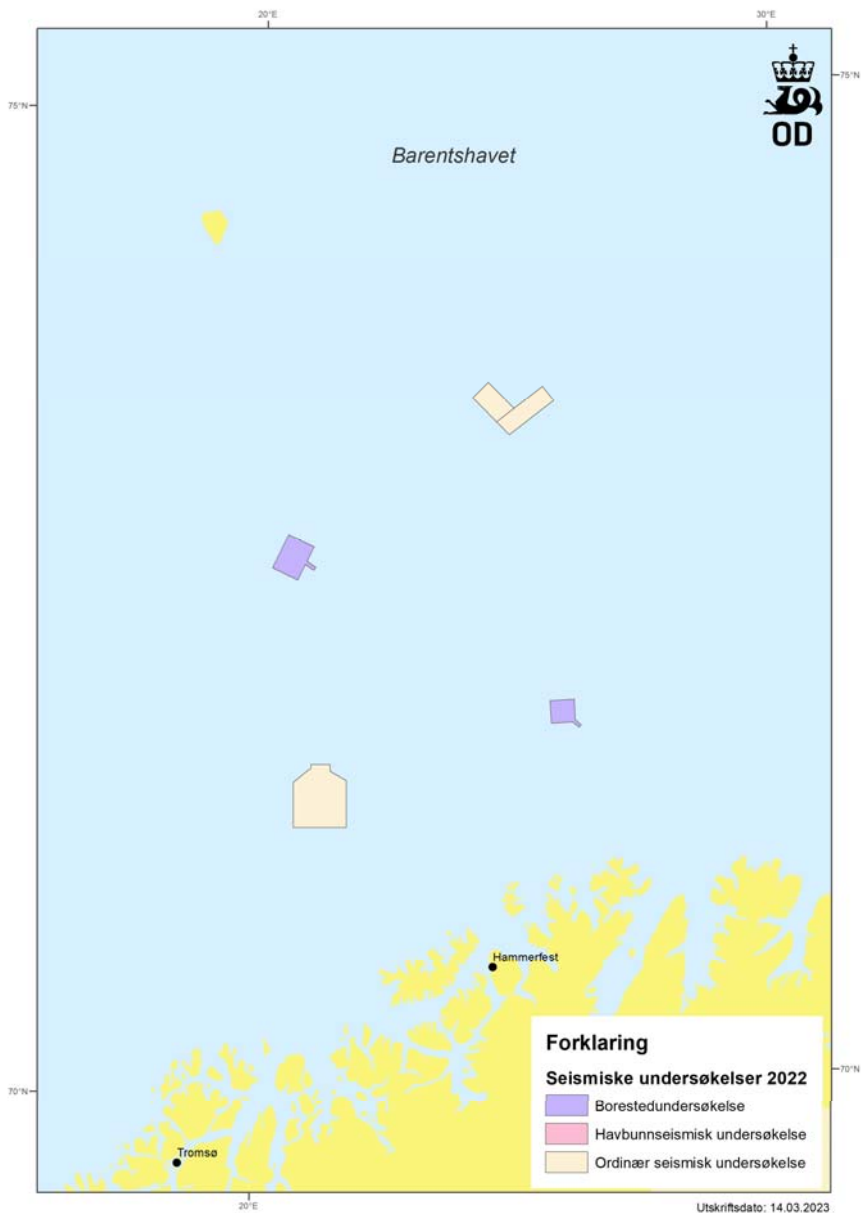 20°E
30°E
75°N
75°N
OD
Barentshavet
Hammerfest
Forklaring
Seismiske undersøkelser 2022
Borestedundersøkelse
Havbunnseismisk undersøkelse
Ordinær seismisk undersøkelse
70°N
70°N
Tromsø
20°E
Utskriftsdato: 14.03.2023